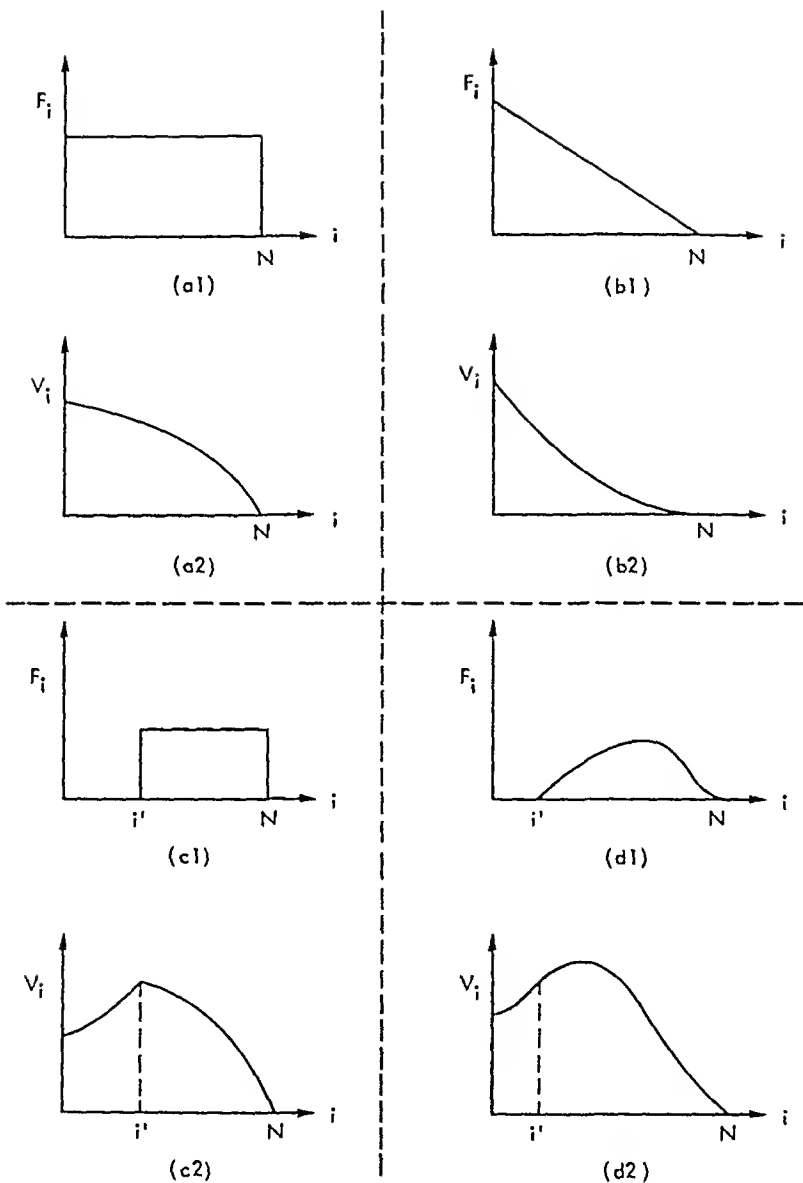 F_i
i
N
(a1)
V_i
i
N
(a2)
F_i
i
N
(b1)
V_i
i
N
(b2)
F_i
i
i' N
(c1)
V_i
i
i' N
(c2)
F_i
i
i' N
(d1)
V_i
i
i' N
(d2)